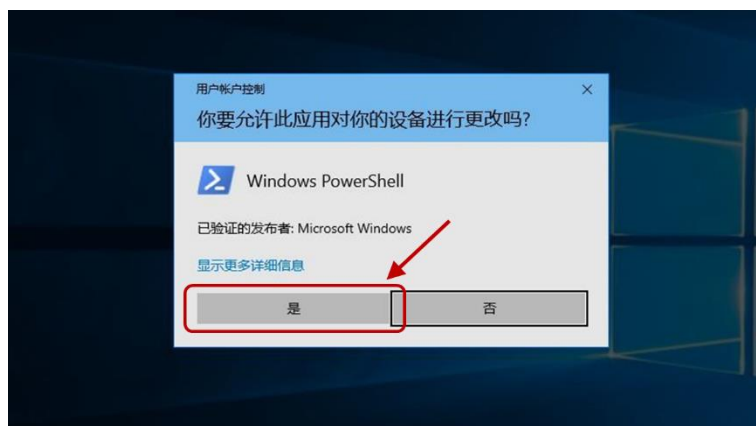 用户帐户控制
你要允许此应用对你的设备进行更改吗?
Windows PowerShell
已验证的发布者: Microsoft Windows
显示更多详细信息
是
否